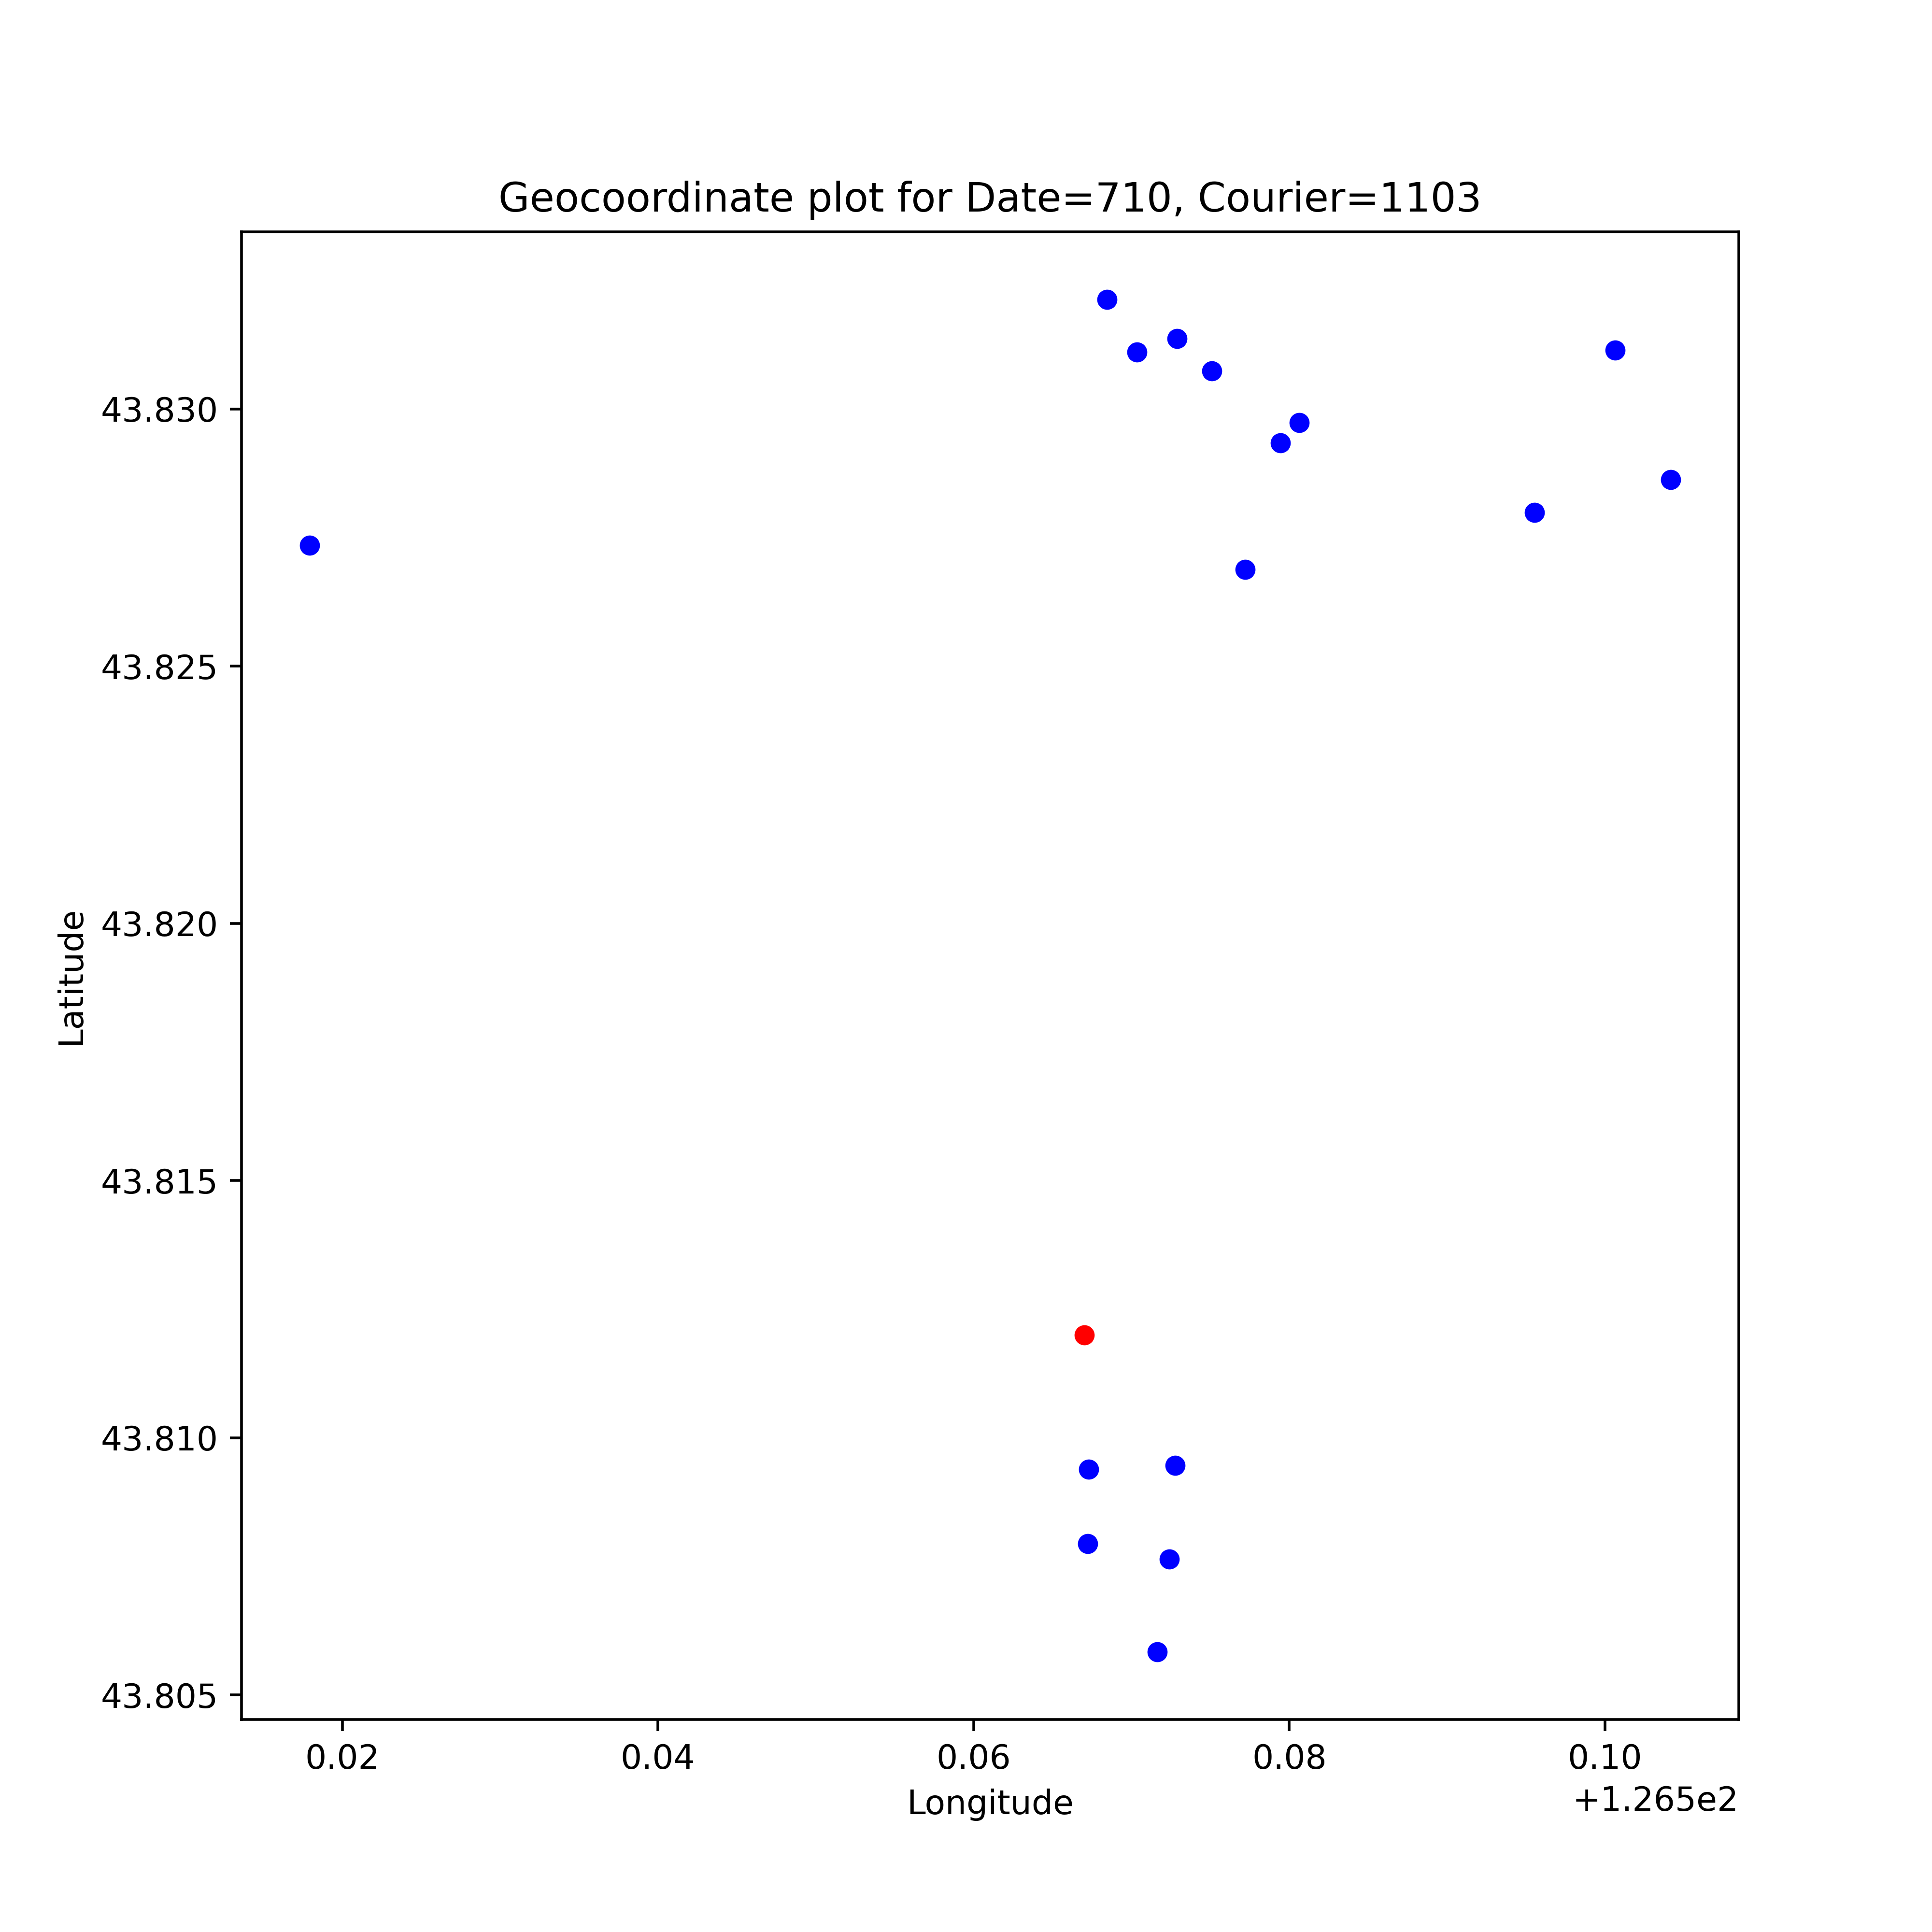 Geocoordinate plot for Date=710, Courier=1103
43.830
43.825
43.820
43.815
43.810
43.805
Latitude
0.02 0.04 0.06 0.08 0.10
+1.265e2
Longitude